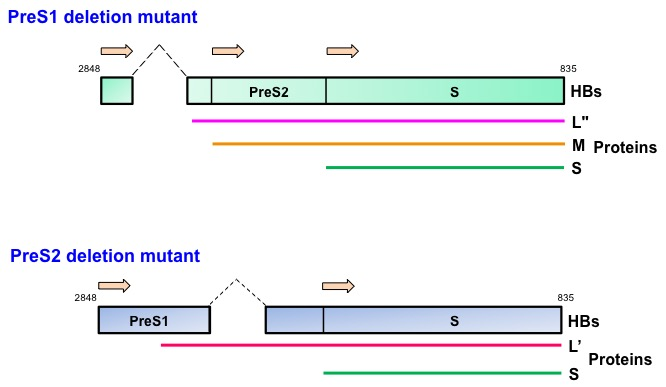 PreS1 deletion mutant
2848
835
PreS2 S HBs
L"
M Proteins
S
PreS2 deletion mutant
2848
835
PreS1 S HBs
L’
Proteins
S